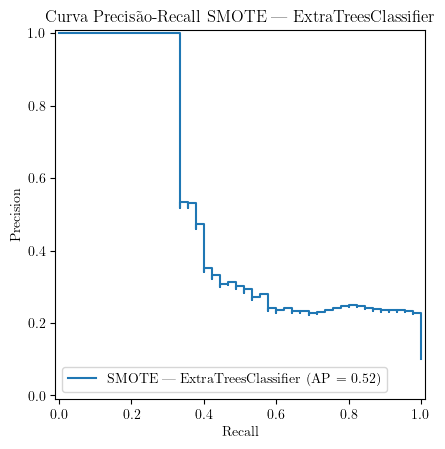 Curva Precisão-Recall SMOTE — ExtraTreesClassifier
1.0
0.8
0.6
0.4
0.2
0.0
Precision
SMOTE — ExtraTreesClassifier (AP = 0.52)
0.0 0.2 0.4 0.6 0.8 1.0
Recall